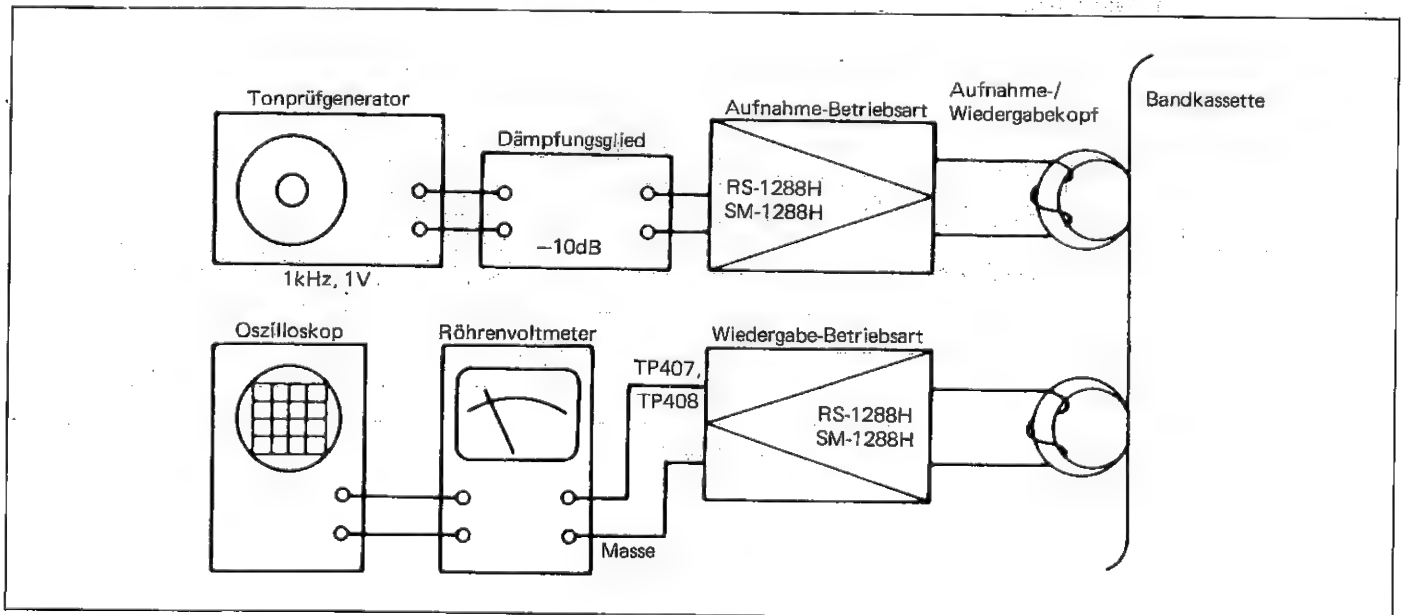 Tonprüfgenerator
1kHz, 1V
Dämpfungsglied
−10dB
Aufnahme-Betriebsart
RS-1288H
SM-1288H
Aufnahme-/
Wiedergabekopf
Bandkassette
Oszilloskop
Röhrenvoltmeter
TP407,
TP408
Masse
Wiedergabe-Betriebsart
RS-1288H
SM-1288H